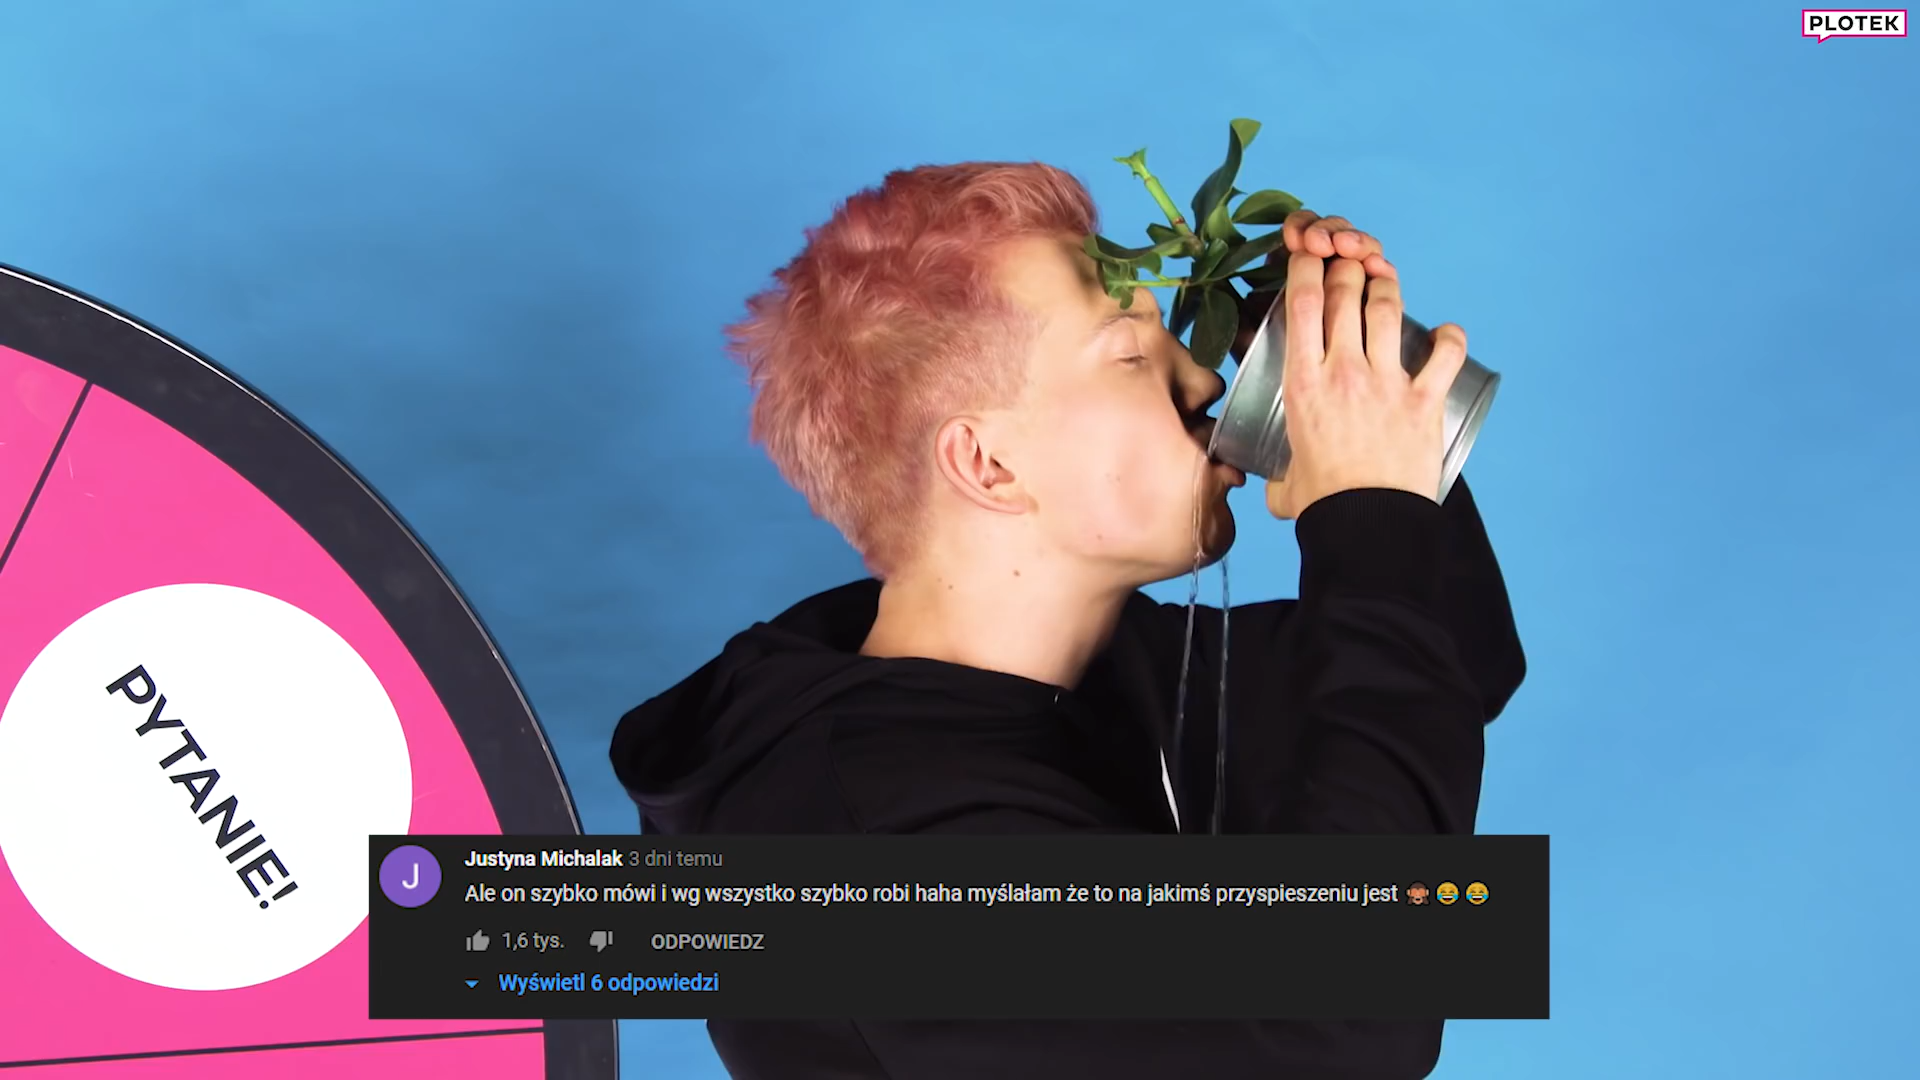 PLOTEK
PYTANIE!
J
Justyna Michalak 3 dni temu
Ale on szybko mówi i wg wszystko szybko robi haha myślałam że to na jakimś przyspieszeniu jest 🙊😂😂
1,6 tys. ODPOWIEDZ
Wyświetl 6 odpowiedzi